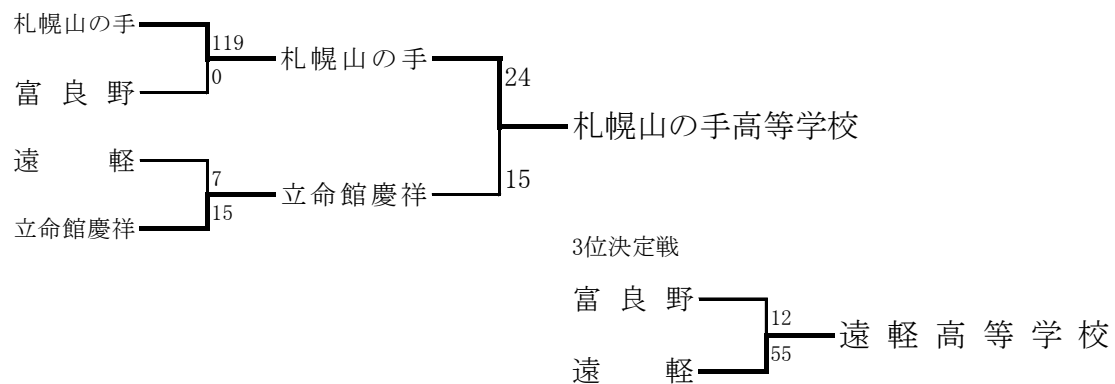 札幌山の手
119
札幌山の手
0
富良野
24
札幌山の手高等学校
遠軽
7
立命館慶祥
15
15
立命館慶祥
3位決定戦
富良野
12
遠軽高等学校
55
遠軽